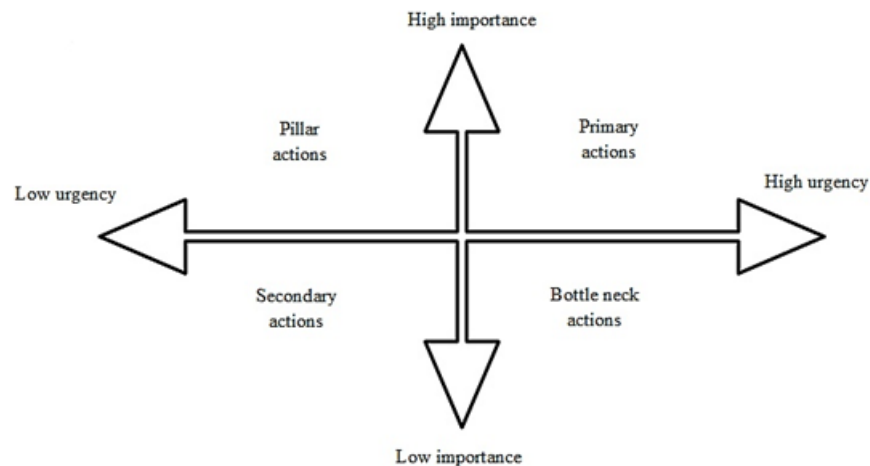 High importance
Pillar
actions
Primary
actions
Low urgency
High urgency
Secondary
actions
Bottle neck
actions
Low importance